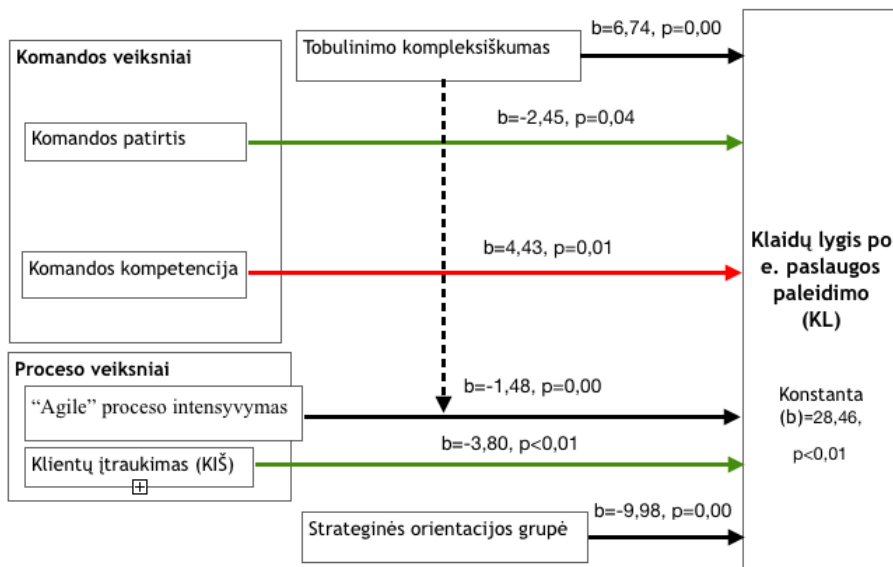 b=6,74, p=0,00
Tobulinimo kompleksiškumas
Komandos veiksniai
b=-2,45, p=0,04
Komandos patirtis
b=4,43, p=0,01
Komandos kompetencija
Klaidų lygis po
e. paslaugos
paleidimo
(KL)
Proceso veiksniai
b=-1,48, p=0,00
“Agile” proceso intensyvymas
Konstanta
(b)=28,46,
p<0,01
b=-3,80, p<0,01
Klientų įtraukimas (KIŠ)
b=-9,98, p=0,00
Strateginės orientacijos grupė